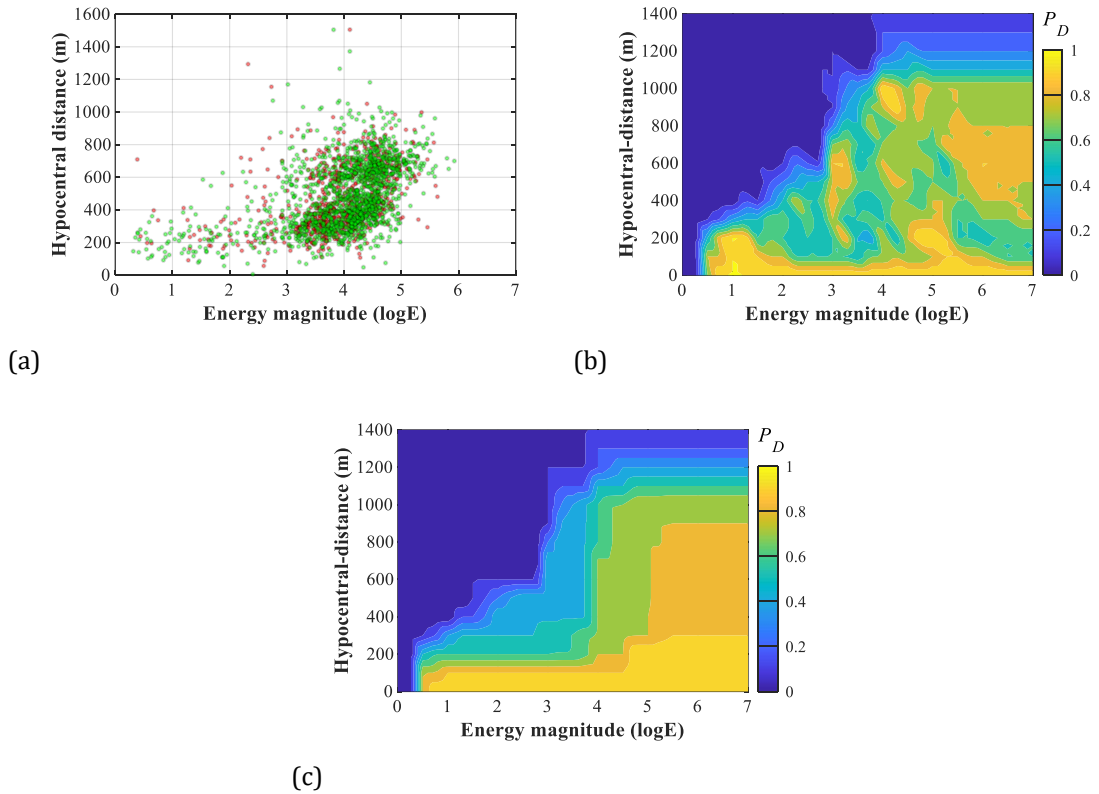 1600
1400
1200
1000
800
600
400
200
0
Hypocentral distance (m)
0 1 2 3 4 5 6 7
Energy magnitude (logE)
(a)
1400
1200
1000
800
600
400
200
0
Hypocentral-distance (m)
0 1 2 3 4 5 6 7
Energy magnitude (logE)
P_D
1
0.8
0.6
0.4
0.2
0
(b)
1400
1200
1000
800
600
400
200
0
Hypocentral-distance (m)
0 1 2 3 4 5 6 7
Energy magnitude (logE)
P_D
1
0.8
0.6
0.4
0.2
0
(c)